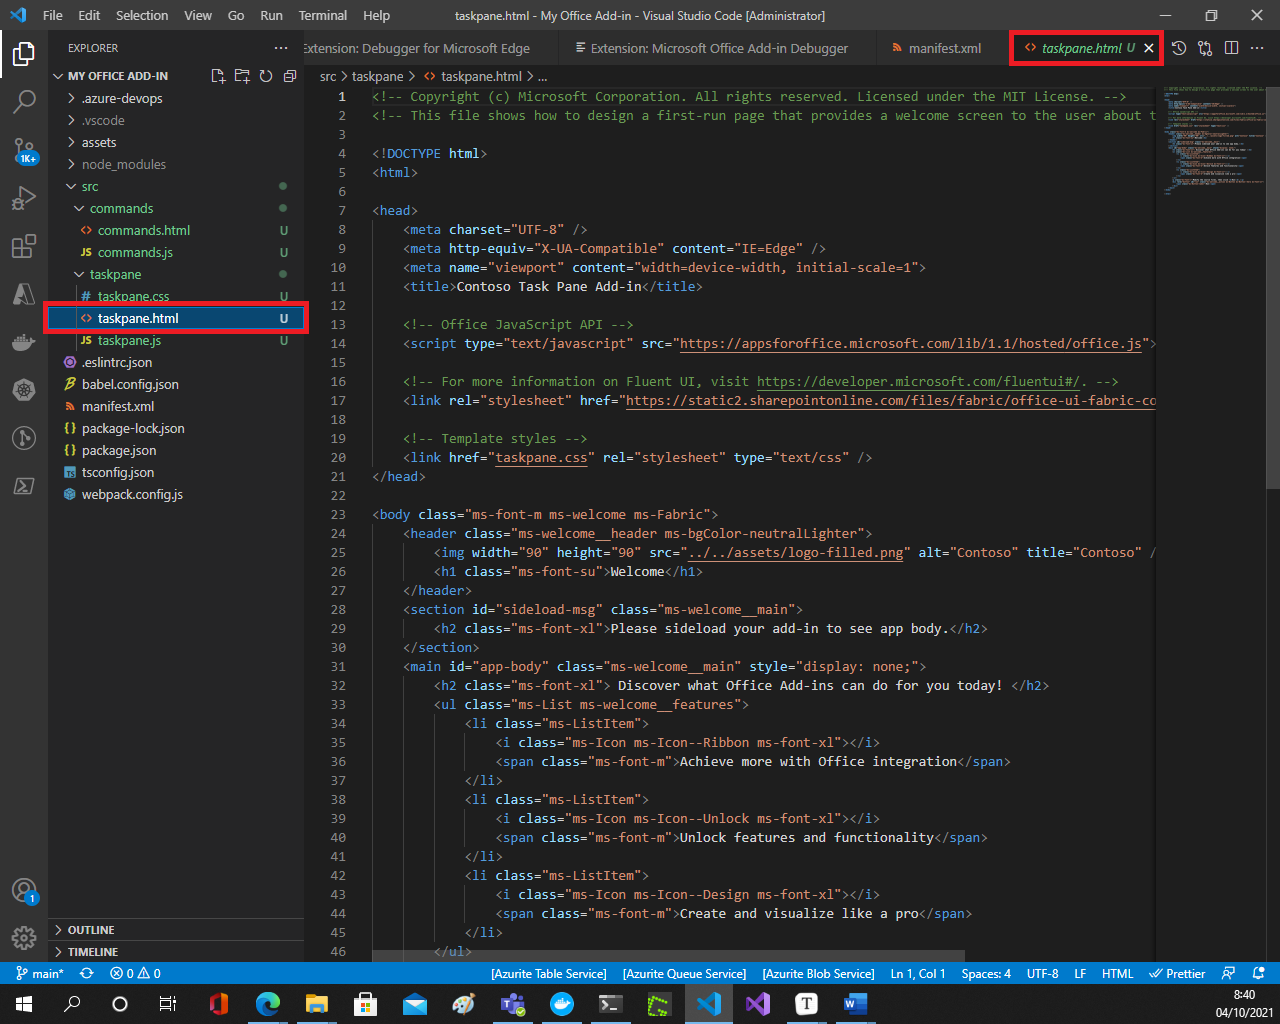 File Edit Selection View Go Run Terminal Help taskpane.html - My Office Add-in - Visual Studio Code [Administrator]
EXPLORER
Extension: Debugger for Microsoft Edge
Extension: Microsoft Office Add-in Debugger
manifest.xml
<> taskpane.html U
MY OFFICE ADD-IN
src > taskpane > <> taskpane.html > ...
.azure-devops
.vscode
assets
node_modules
src
commands
<> commands.html U
JS commands.js U
taskpane
# taskpane.css U
<> taskpane.html U
JS taskpane.js U
.eslintrc.json
babel.config.json
manifest.xml
{} package-lock.json
{} package.json
TS tsconfig.json
webpack.config.js
OUTLINE
TIMELINE
1K+
1
1 <!-- Copyright (c) Microsoft Corporation. All rights reserved. Licensed under the MIT License. -->
2 <!-- This file shows how to design a first-run page that provides a welcome screen to the user about t
3
4 <!DOCTYPE html>
5 <html>
6
7 <head>
8 <meta charset="UTF-8" />
9 <meta http-equiv="X-UA-Compatible" content="IE=Edge" />
10 <meta name="viewport" content="width=device-width, initial-scale=1">
11 <title>Contoso Task Pane Add-in</title>
12
13 <!-- Office JavaScript API -->
14 <script type="text/javascript" src="https://appsforoffice.microsoft.com/lib/1.1/hosted/office.js">
15
16 <!-- For more information on Fluent UI, visit https://developer.microsoft.com/fluentui#/. -->
17 <link rel="stylesheet" href="https://static2.sharepointonline.com/files/fabric/office-ui-fabric-co
18
19 <!-- Template styles -->
20 <link href="taskpane.css" rel="stylesheet" type="text/css" />
21 </head>
22
23 <body class="ms-font-m ms-welcome ms-Fabric">
24 <header class="ms-welcome__header ms-bgColor-neutralLighter">
25 <img width="90" height="90" src="../../assets/logo-filled.png" alt="Contoso" title="Contoso" /
26 <h1 class="ms-font-su">Welcome</h1>
27 </header>
28 <section id="sideload-msg" class="ms-welcome__main">
29 <h2 class="ms-font-xl">Please sideload your add-in to see app body.</h2>
30 </section>
31 <main id="app-body" class="ms-welcome__main" style="display: none;">
32 <h2 class="ms-font-xl"> Discover what Office Add-ins can do for you today! </h2>
33 <ul class="ms-List ms-welcome__features">
34 <li class="ms-ListItem">
35 <i class="ms-Icon ms-Icon--Ribbon ms-font-xl"></i>
36 <span class="ms-font-m">Achieve more with Office integration</span>
37 </li>
38 <li class="ms-ListItem">
39 <i class="ms-Icon ms-Icon--Unlock ms-font-xl"></i>
40 <span class="ms-font-m">Unlock features and functionality</span>
41 </li>
42 <li class="ms-ListItem">
43 <i class="ms-Icon ms-Icon--Design ms-font-xl"></i>
44 <span class="ms-font-m">Create and visualize like a pro</span>
45 </li>
46 </ul>
main* 0 0 [Azurite Table Service] [Azurite Queue Service] [Azurite Blob Service] Ln 1, Col 1 Spaces: 4 UTF-8 LF HTML Prettier
8:40
04/10/2021